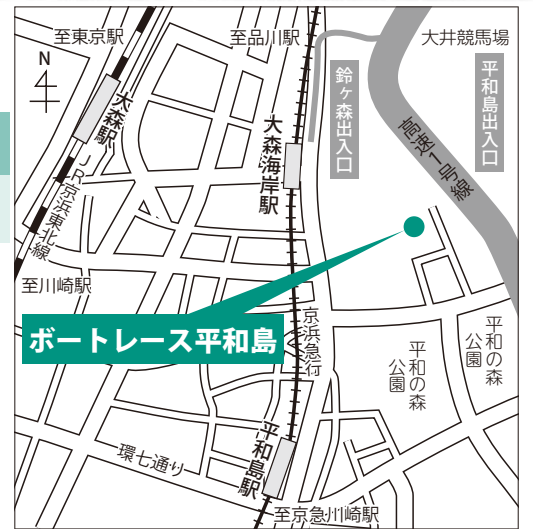 至東京駅
至品川駅
大井競馬場
N
鈴ヶ森出入口
平和島出入口
大森駅
大森海岸駅
高速1号線
JR京浜東北線
至川崎駅
ボートレース平和島
京浜急行
平和の森
公園
平和の森
公園
環七通り
平和島駅
至京急川崎駅